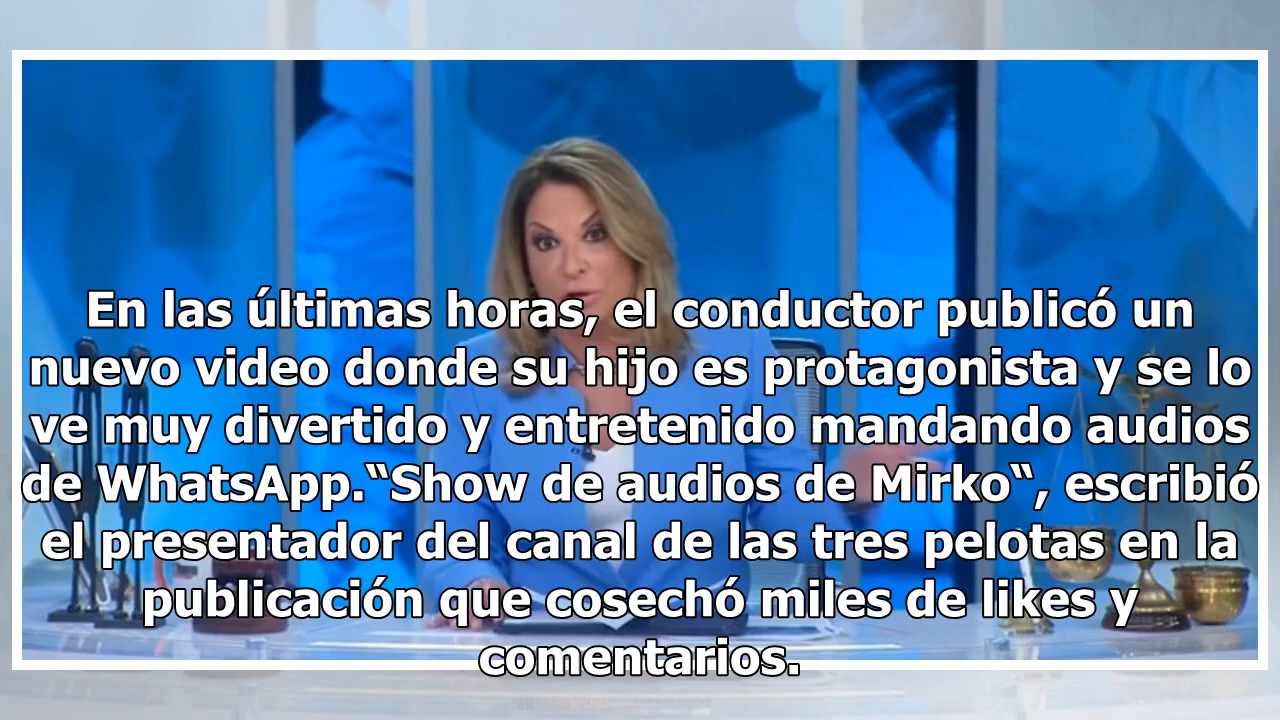 En las últimas horas, el conductor publicó un
nuevo video donde su hijo es protagonista y se lo
ve muy divertido y entretenido mandando audios
de WhatsApp.“Show de audios de Mirko“, escribió
el presentador del canal de las tres pelotas en la
publicación que cosechó miles de likes y
comentarios.